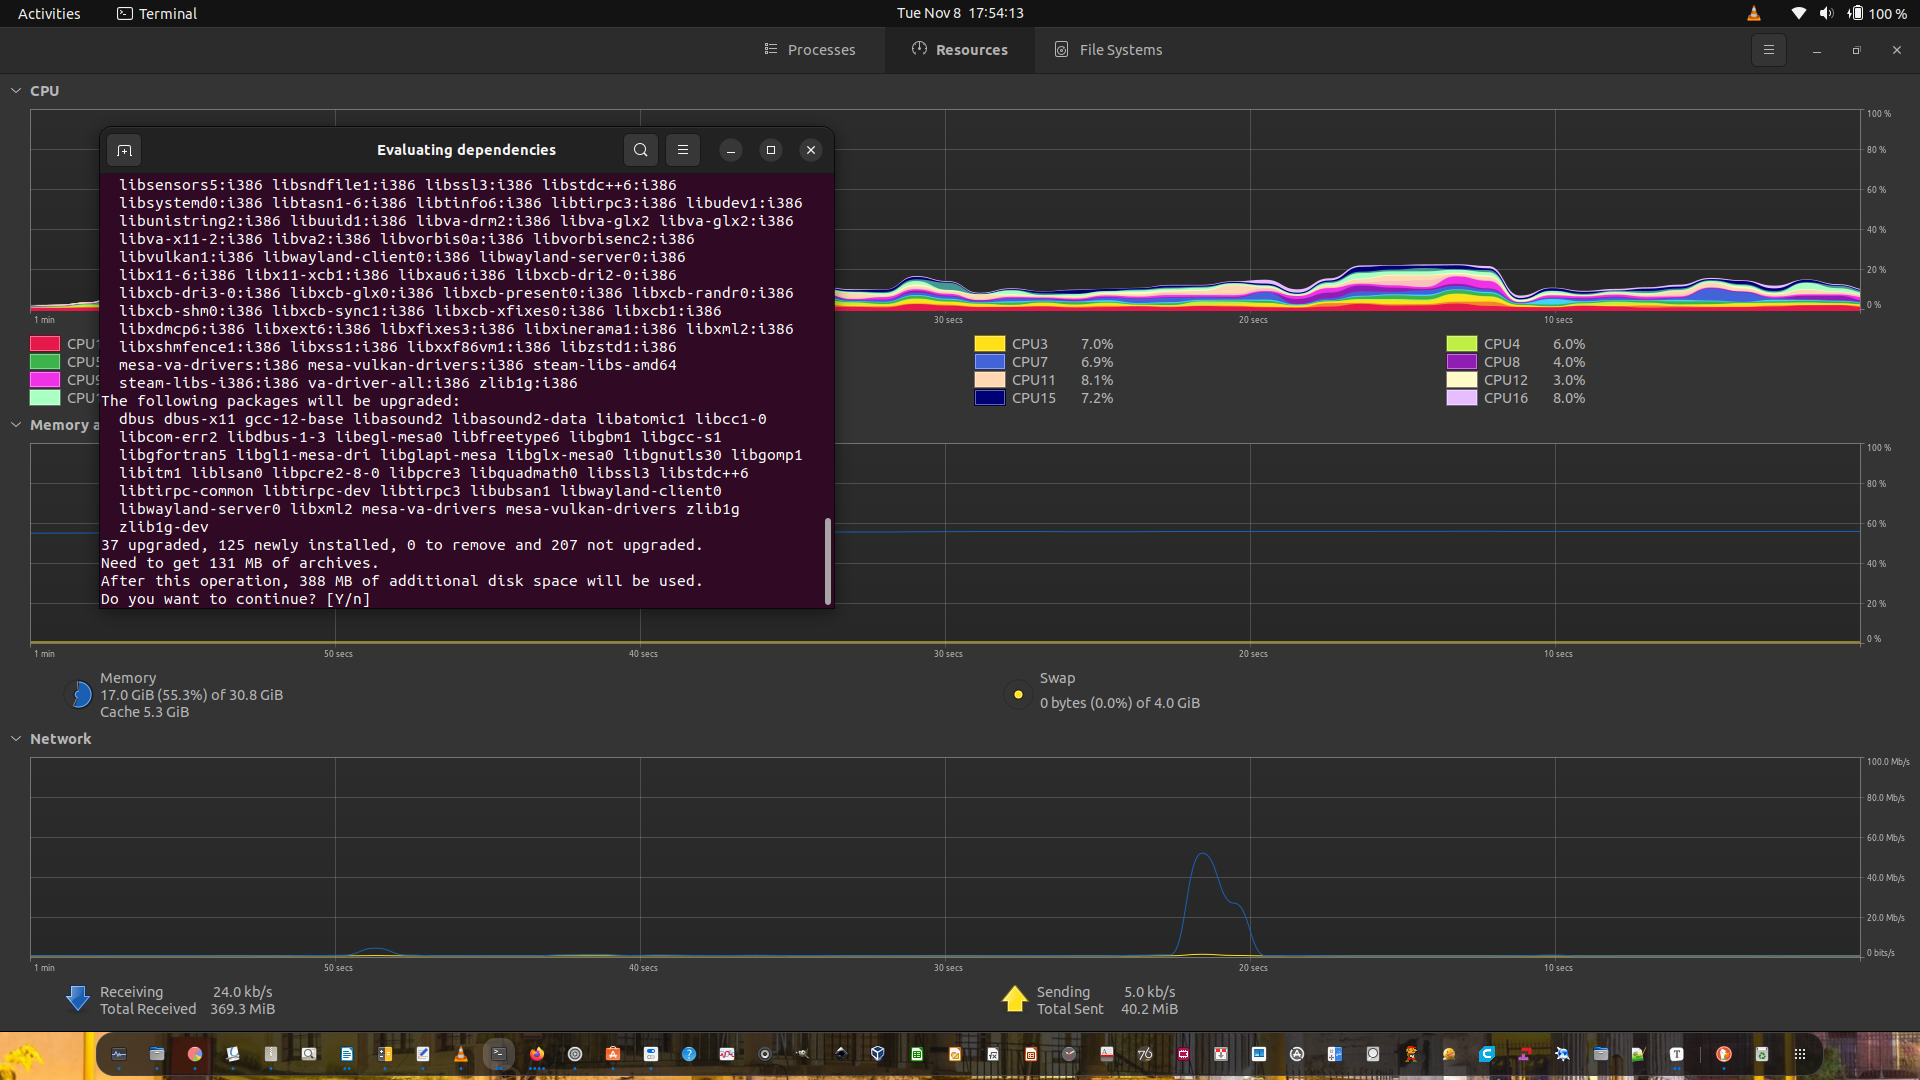 Activities
Terminal
Tue Nov 8 17:54:13
100 %
Processes
Resources
File Systems
CPU
100 %
80 %
60 %
40 %
20 %
0 %
1 min
30 secs
20 secs
10 secs
Evaluating dependencies
libsensors5:i386 libsndfile1:i386 libssl3:i386 libstdc++6:i386
libsystemd0:i386 libtasn1-6:i386 libtinfo6:i386 libtirpc3:i386 libudev1:i386
libunistring2:i386 libuuid1:i386 libva-drm2:i386 libva-glx2 libva-glx2:i386
libva-x11-2:i386 libva2:i386 libvorbis0a:i386 libvorbisenc2:i386
libvulkan1:i386 libwayland-client0:i386 libwayland-server0:i386
libx11-6:i386 libx11-xcb1:i386 libxau6:i386 libxcb-dri2-0:i386
libxcb-dri3-0:i386 libxcb-glx0:i386 libxcb-present0:i386 libxcb-randr0:i386
libxcb-shm0:i386 libxcb-sync1:i386 libxcb-xfixes0:i386 libxcb1:i386
libxdmcp6:i386 libxext6:i386 libxfixes3:i386 libxinerama1:i386 libxml2:i386
libxshmfence1:i386 libxss1:i386 libxxf86vm1:i386 libzstd1:i386
mesa-va-drivers:i386 mesa-vulkan-drivers:i386 steam-libs-amd64
steam-libs-i386:i386 va-driver-all:i386 zlib1g:i386
The following packages will be upgraded:
dbus dbus-x11 gcc-12-base libasound2 libasound2-data libatomic1 libcc1-0
libcom-err2 libdbus-1-3 libegl-mesa0 libfreetype6 libgbm1 libgcc-s1
libgfortran5 libgl1-mesa-dri libglapi-mesa libglx-mesa0 libgnutls30 libgomp1
libitm1 liblsan0 libpcre2-8-0 libpcre3 libquadmath0 libssl3 libstdc++6
libtirpc-common libtirpc-dev libtirpc3 libubsan1 libwayland-client0
libwayland-server0 libxml2 mesa-va-drivers mesa-vulkan-drivers zlib1g
zlib1g-dev
37 upgraded, 125 newly installed, 0 to remove and 207 not upgraded.
Need to get 131 MB of archives.
After this operation, 388 MB of additional disk space will be used.
Do you want to continue? [Y/n]
CPU3 7.0%
CPU4 6.0%
CPU7 6.9%
CPU8 4.0%
CPU11 8.1%
CPU12 3.0%
CPU15 7.2%
CPU16 8.0%
CPU1
CPU5
CPU9
CPU1
Memory a
100 %
80 %
60 %
40 %
20 %
0 %
1 min
50 secs
40 secs
30 secs
20 secs
10 secs
Memory
17.0 GiB (55.3%) of 30.8 GiB
Cache 5.3 GiB
Swap
0 bytes (0.0%) of 4.0 GiB
Network
100.0 Mb/s
80.0 Mb/s
60.0 Mb/s
40.0 Mb/s
20.0 Mb/s
0 bits/s
1 min
50 secs
40 secs
30 secs
20 secs
10 secs
Receiving 24.0 kb/s
Total Received 369.3 MiB
Sending 5.0 kb/s
Total Sent 40.2 MiB